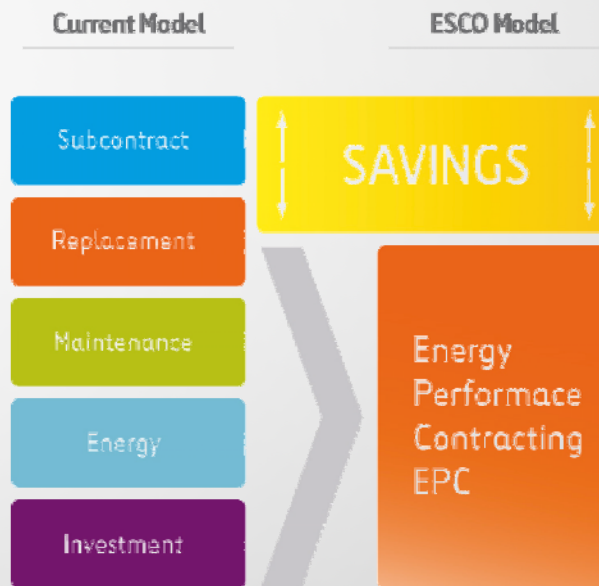 Current Model
ESCO Model
Subcontract
SAVINGS
Replacement
Maintenance
Energy
Investment
Energy
Performace
Contracting
EPC